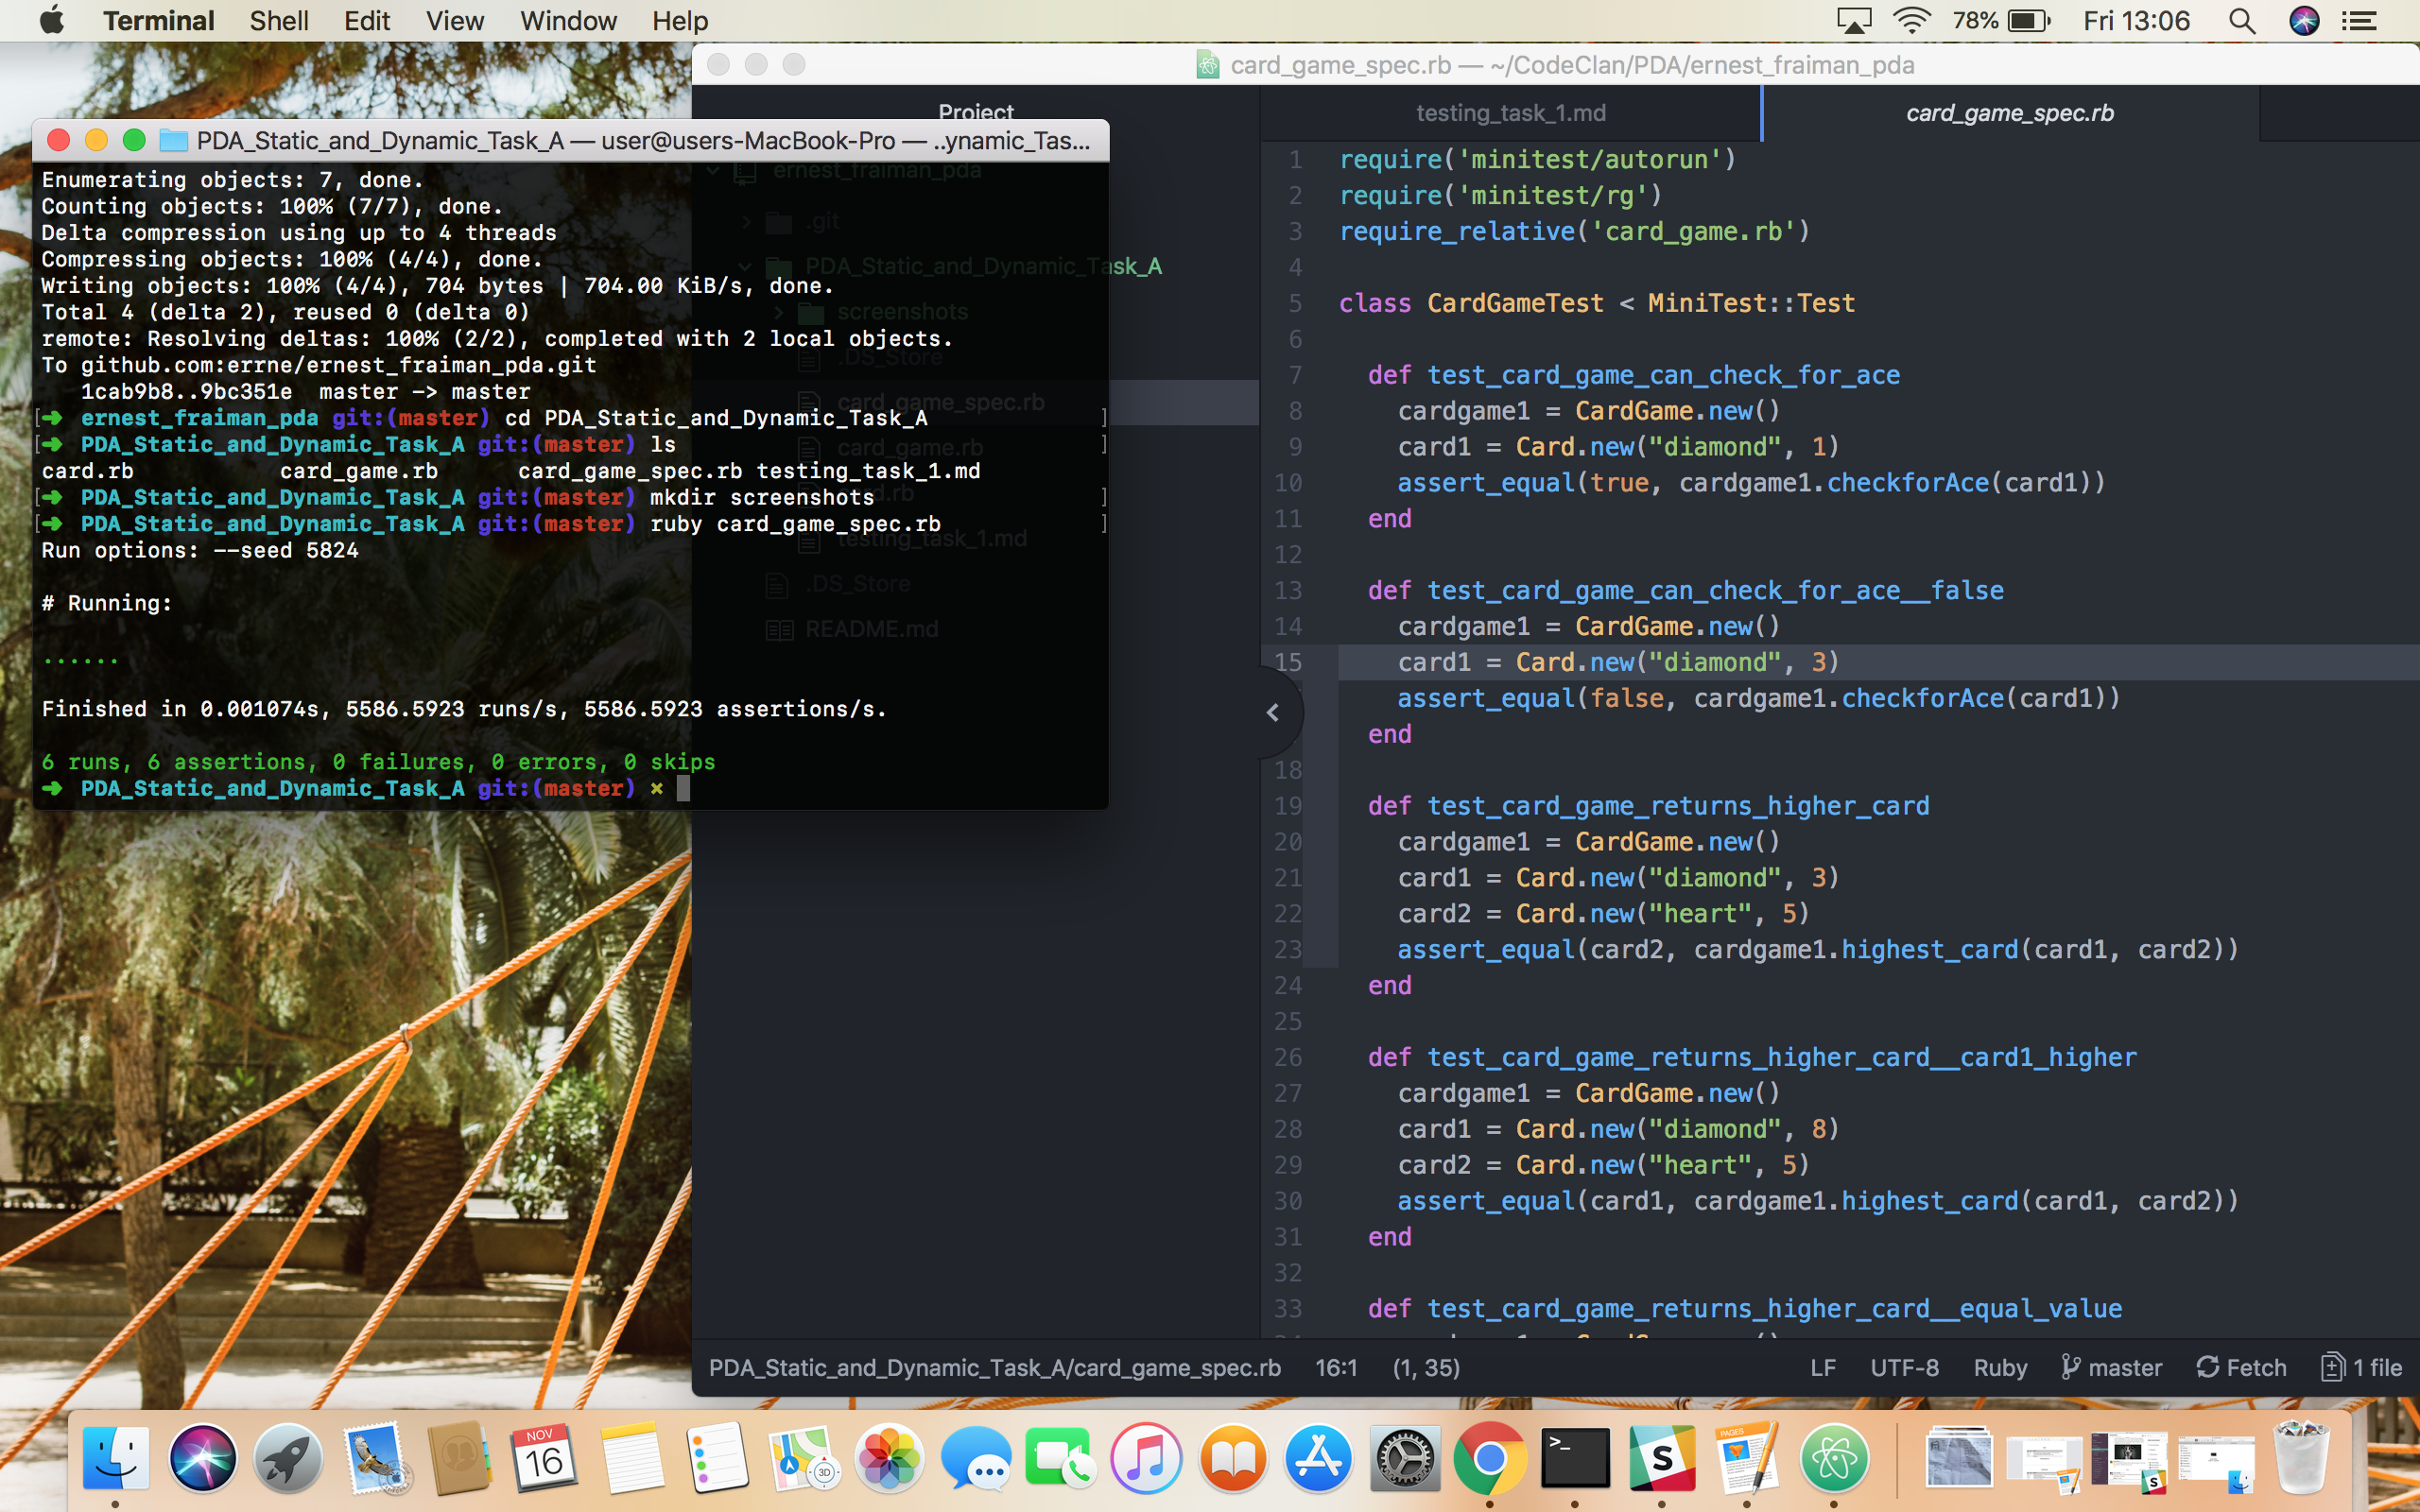 Terminal Shell Edit View Window Help 78% Fri 13:06
card_game_spec.rb — ~/CodeClan/PDA/ernest_fraiman_pda
Project
testing_task_1.md
card_game_spec.rb
PDA_Static_and_Dynamic_Task_A — user@users-MacBook-Pro — ..ynamic_Tas...
Enumerating objects: 7, done.
Counting objects: 100% (7/7), done.
Delta compression using up to 4 threads
Compressing objects: 100% (4/4), done.
Writing objects: 100% (4/4), 704 bytes | 704.00 KiB/s, done.
Total 4 (delta 2), reused 0 (delta 0)
remote: Resolving deltas: 100% (2/2), completed with 2 local objects.
To github.com:errne/ernest_fraiman_pda.git
1cab9b8..9bc351e master -> master
[➜ ernest_fraiman_pda git:(master) cd PDA_Static_and_Dynamic_Task_A ]
[➜ PDA_Static_and_Dynamic_Task_A git:(master) ls ]
card.rb card_game.rb card_game_spec.rb testing_task_1.md
[➜ PDA_Static_and_Dynamic_Task_A git:(master) mkdir screenshots ]
[➜ PDA_Static_and_Dynamic_Task_A git:(master) ruby card_game_spec.rb ]
Run options: --seed 5824
# Running:
......
Finished in 0.001074s, 5586.5923 runs/s, 5586.5923 assertions/s.
6 runs, 6 assertions, 0 failures, 0 errors, 0 skips
➜ PDA_Static_and_Dynamic_Task_A git:(master) ×
ernest_fraiman_pda
.git
PDA_Static_and_Dynamic_Task_A
screenshots
.DS_Store
card_game_spec.rb
card_game.rb
card.rb
testing_task_1.md
.DS_Store
README.md
1 require('minitest/autorun')
2 require('minitest/rg')
3 require_relative('card_game.rb')
4
5 class CardGameTest < MiniTest::Test
6
7 def test_card_game_can_check_for_ace
8 cardgame1 = CardGame.new()
9 card1 = Card.new("diamond", 1)
10 assert_equal(true, cardgame1.checkforAce(card1))
11 end
12
13 def test_card_game_can_check_for_ace__false
14 cardgame1 = CardGame.new()
15 card1 = Card.new("diamond", 3)
assert_equal(false, cardgame1.checkforAce(card1))
end
18
19 def test_card_game_returns_higher_card
20 cardgame1 = CardGame.new()
21 card1 = Card.new("diamond", 3)
22 card2 = Card.new("heart", 5)
23 assert_equal(card2, cardgame1.highest_card(card1, card2))
24 end
25
26 def test_card_game_returns_higher_card__card1_higher
27 cardgame1 = CardGame.new()
28 card1 = Card.new("diamond", 8)
29 card2 = Card.new("heart", 5)
30 assert_equal(card1, cardgame1.highest_card(card1, card2))
31 end
32
33 def test_card_game_returns_higher_card__equal_value
PDA_Static_and_Dynamic_Task_A/card_game_spec.rb 16:1 (1, 35) LF UTF-8 Ruby master Fetch 1 file
NOV
16
3D
>_
S
PAGES